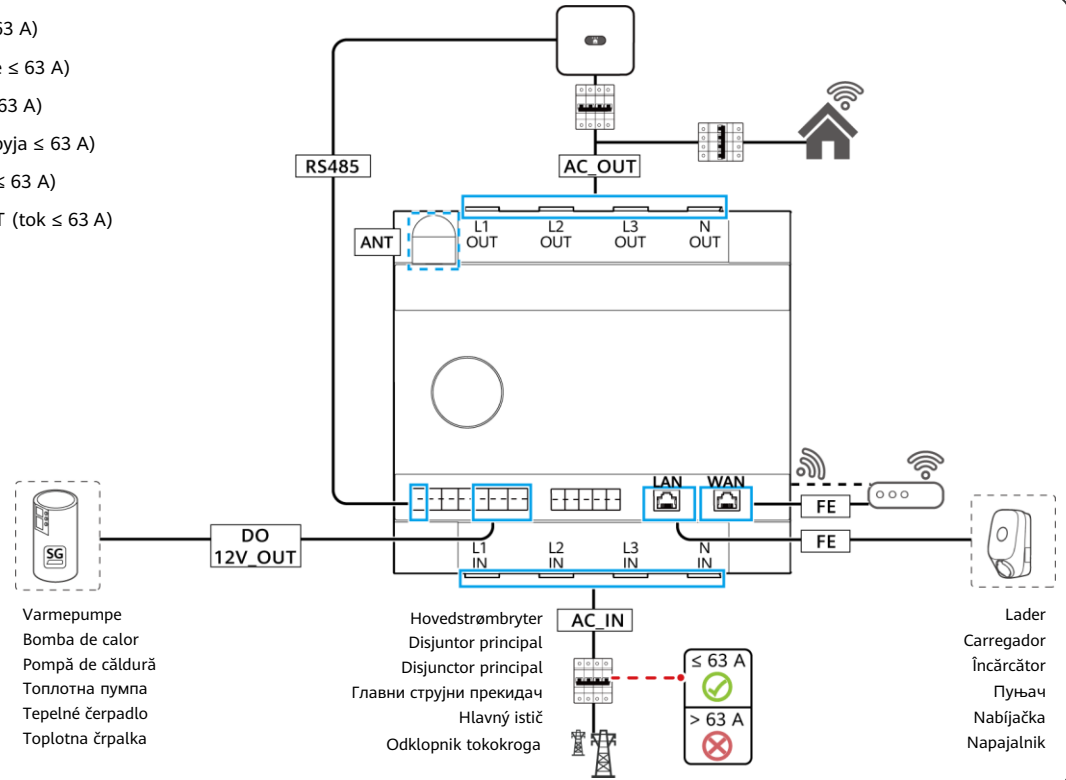 63 A)
≤ 63 A)
63 A)
≤ 63 A)
≤ 63 A)
(tok ≤ 63 A)
RS485
AC_OUT
ANT
L1 OUT
L2 OUT
L3 OUT
N OUT
LAN
WAN
FE
FE
SG
DO
12V_OUT
L1 IN
L2 IN
L3 IN
N IN
AC_IN
≤ 63 A
> 63 A
Varmepumpe
Bomba de calor
Pompă de căldură
Топлотна пумпа
Tepelné čerpadlo
Toplotna črpalka
Hovedstrømbryter
Disjuntor principal
Disjunctor principal
Главни струјни прекидач
Hlavný istič
Odklopnik tokokroga
Lader
Carregador
Încărcător
Пуњач
Nabíjačka
Napajalnik